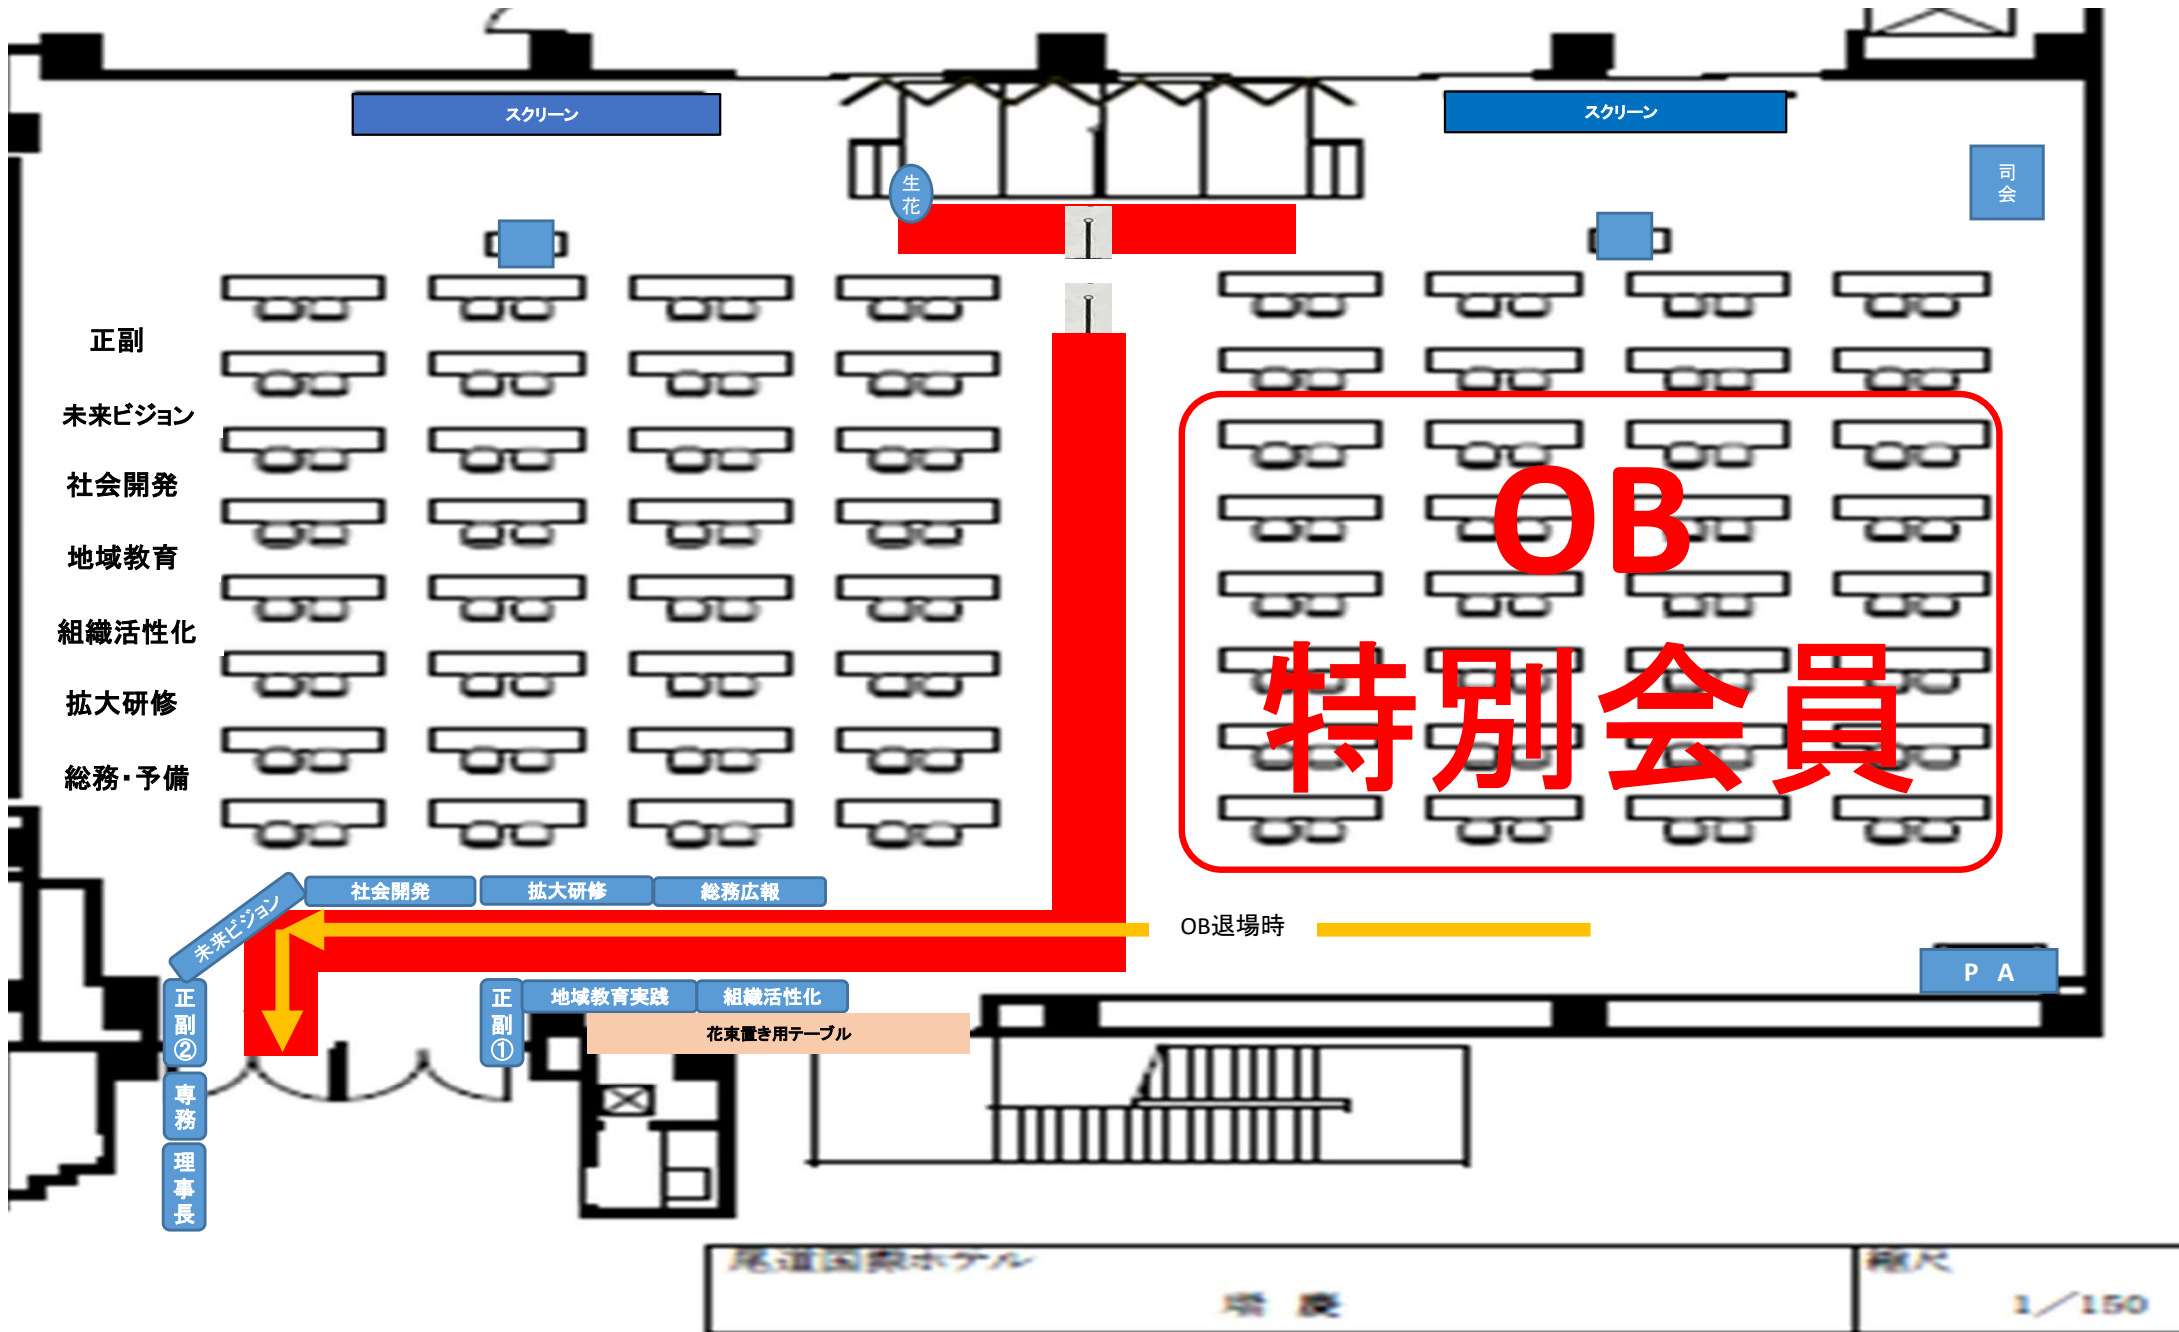 スクリーン
スクリーン
司会
生花
正副
未来ビジョン
社会開発
地域教育
組織活性化
拡大研修
総務・予備
OB
特別会員
社会開発
拡大研修
総務広報
未来ビジョン
OB退場時
PA
正副②
正副①
地域教育実践
組織活性化
花束置き用テーブル
専務
理事長
尾道国際ホテル
縮尺
1／150